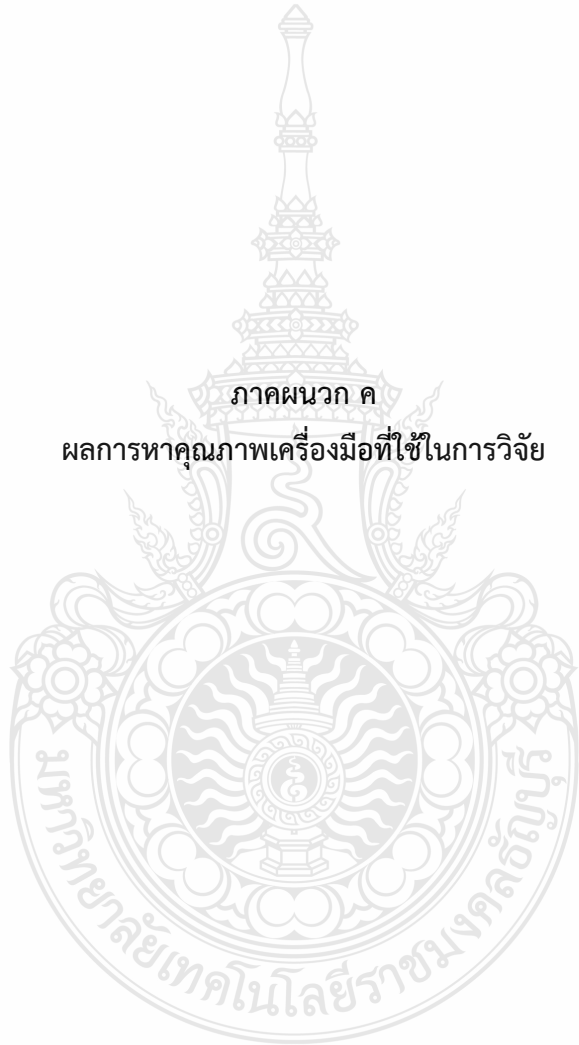 ภาคผนวก ค
ผลการหาคุณภาพเครื่องมือที่ใช้ในการวิจัย
มหาวิทยาลัยเทคโนโลยีราชมงคลธัญบุรี